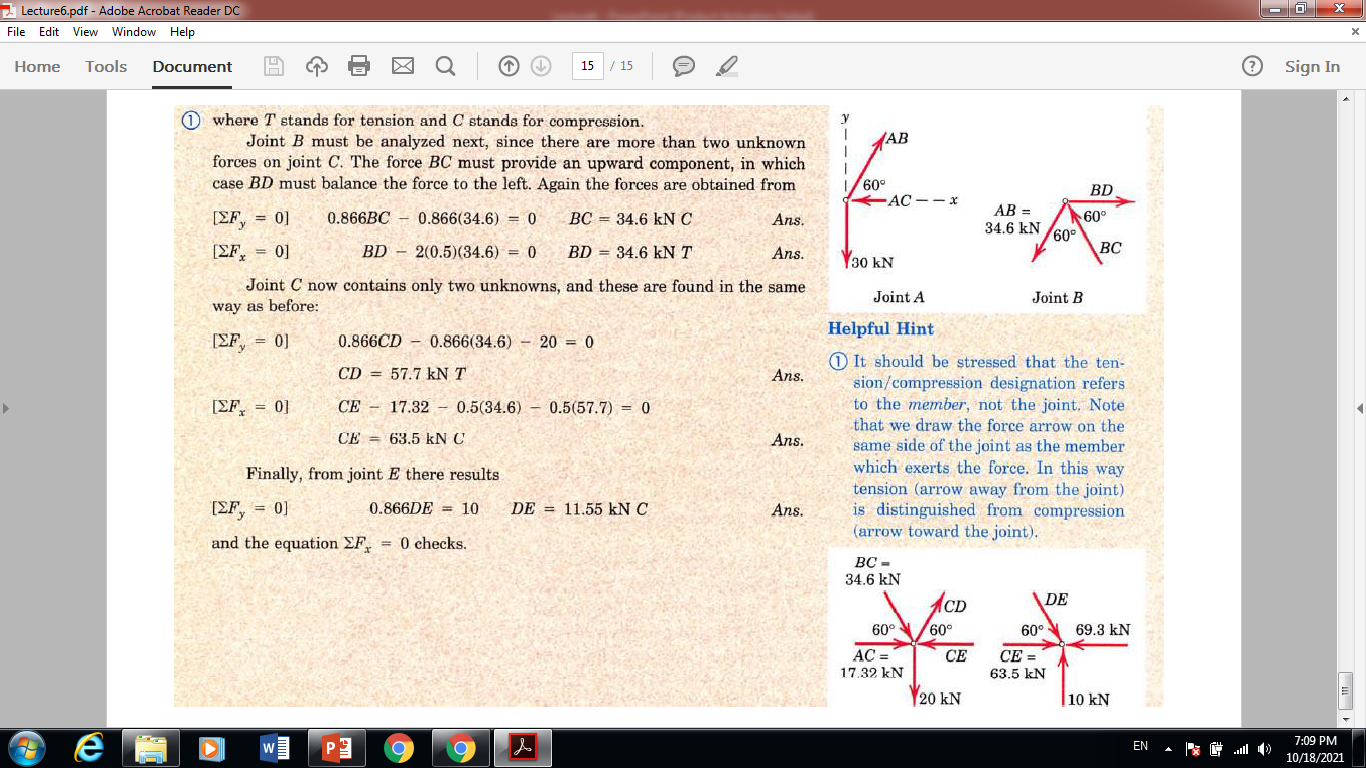 Lecture6.pdf - Adobe Acrobat Reader DC
File Edit View Window Help
Home Tools Document 15 / 15 Sign In
① where T stands for tension and C stands for compression.
Joint B must be analyzed next, since there are more than two unknown
forces on joint C. The force BC must provide an upward component, in which
case BD must balance the force to the left. Again the forces are obtained from
[ΣF_y = 0] 0.866BC − 0.866(34.6) = 0 BC = 34.6 kN C Ans.
[ΣF_x = 0] BD − 2(0.5)(34.6) = 0 BD = 34.6 kN T Ans.
Joint C now contains only two unknowns, and these are found in the same
way as before:
[ΣF_y = 0] 0.866CD − 0.866(34.6) − 20 = 0
CD = 57.7 kN T Ans.
[ΣF_x = 0] CE − 17.32 − 0.5(34.6) − 0.5(57.7) = 0
CE = 63.5 kN C Ans.
Finally, from joint E there results
[ΣF_y = 0] 0.866DE = 10 DE = 11.55 kN C Ans.
and the equation ΣF_x = 0 checks.
y
AB
60°
AC – – x
30 kN
Joint A
BD
AB =
34.6 kN
60°
60°
BC
Joint B
Helpful Hint
① It should be stressed that the ten-
sion/compression designation refers
to the member, not the joint. Note
that we draw the force arrow on the
same side of the joint as the member
which exerts the force. In this way
tension (arrow away from the joint)
is distinguished from compression
(arrow toward the joint).
BC =
34.6 kN
CD
60° 60°
AC =
17.32 kN
CE
20 kN
DE
60° 69.3 kN
CE =
63.5 kN
10 kN
EN
7:09 PM
10/18/2021